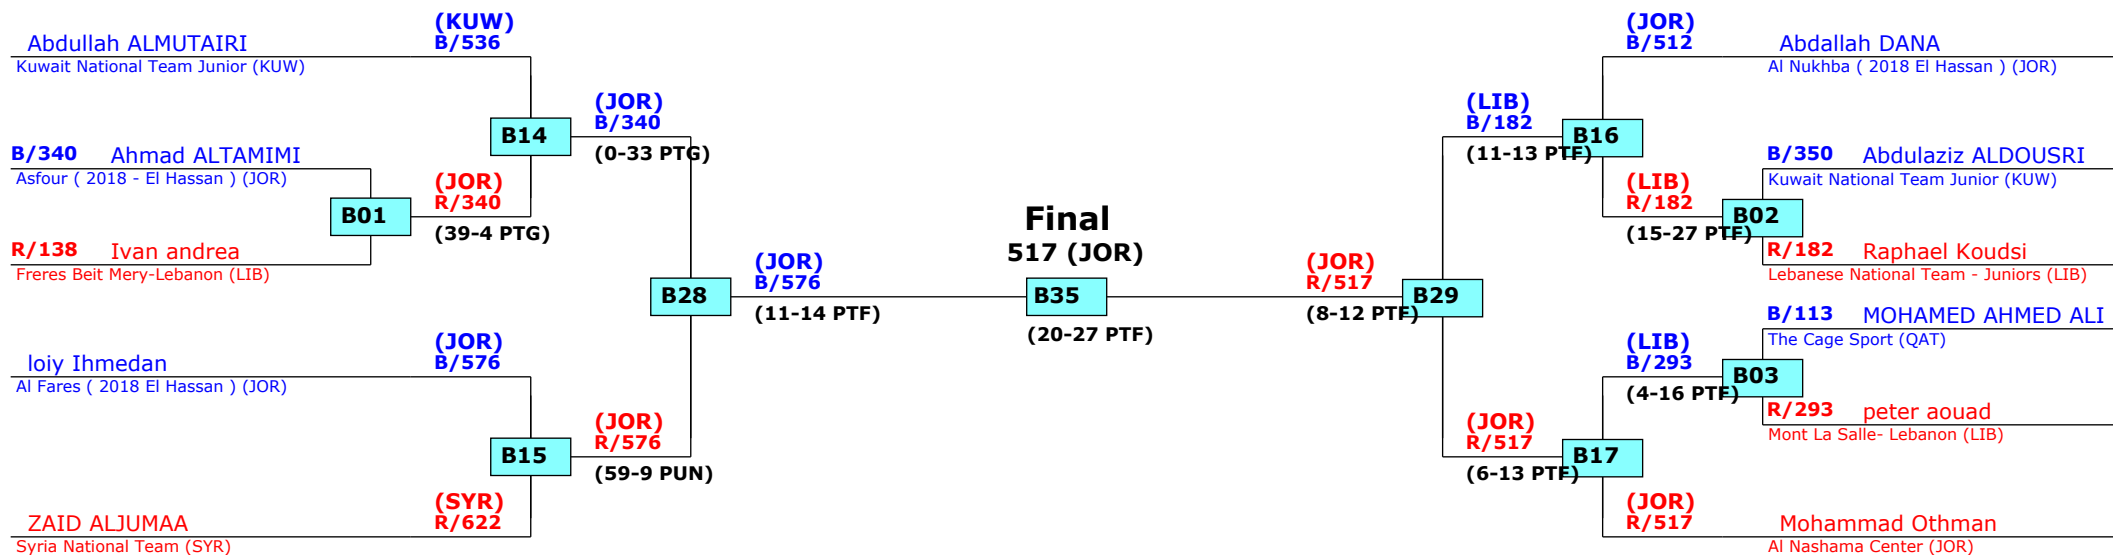 (KUW)
B/536
Abdullah ALMUTAIRI
Kuwait National Team Junior (KUW)
(JOR)
B/340
B14
(0-33 PTG)
B/340 Ahmad ALTAMIMI
Asfour ( 2018 - El Hassan ) (JOR)
(JOR)
R/340
B01
(39-4 PTG)
R/138 Ivan andrea
Freres Beit Mery-Lebanon (LIB)
(JOR)
B/576
B28
(11-14 PTF)
(JOR)
B/576
loiy Ihmedan
Al Fares ( 2018 El Hassan ) (JOR)
(JOR)
R/576
B15
(59-9 PUN)
(SYR)
R/622
ZAID ALJUMAA
Syria National Team (SYR)
Final
517 (JOR)
B35
(20-27 PTF)
(JOR)
B/512
Abdallah DANA
Al Nukhba ( 2018 El Hassan ) (JOR)
(LIB)
B/182
B16
(11-13 PTF)
B/350 Abdulaziz ALDOUSRI
Kuwait National Team Junior (KUW)
(LIB)
R/182
B02
(15-27 PTF)
R/182 Raphael Koudsi
Lebanese National Team - Juniors (LIB)
(JOR)
R/517
B29
(8-12 PTF)
B/113 MOHAMED AHMED ALI
The Cage Sport (QAT)
(LIB)
B/293
B03
(4-16 PTF)
R/293 peter aouad
Mont La Salle- Lebanon (LIB)
(JOR)
R/517
B17
(6-13 PTF)
(JOR)
R/517
Mohammad Othman
Al Nashama Center (JOR)